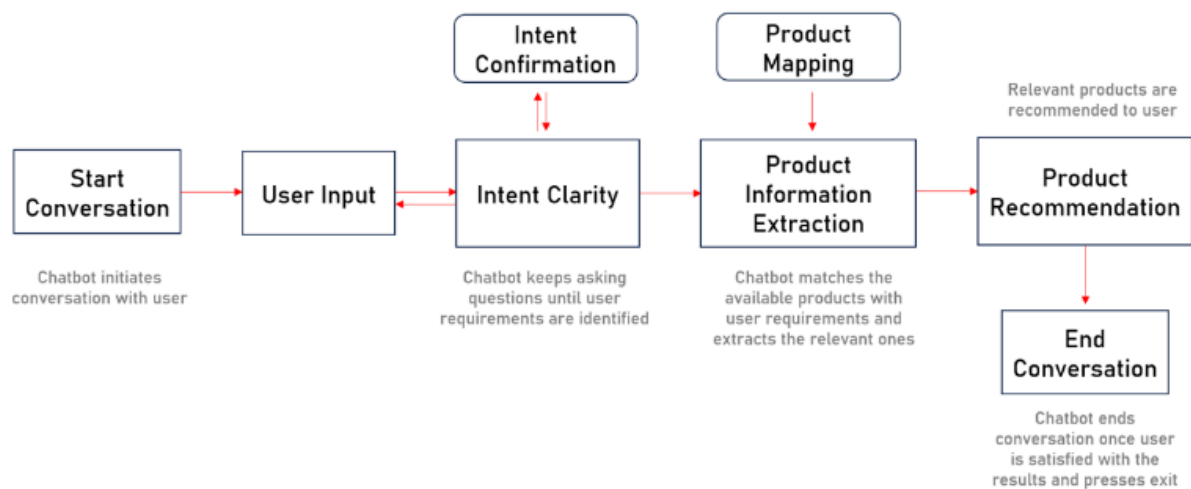 Intent
Confirmation
Product
Mapping
Relevant products are
recommended to user
Start
Conversation
User Input
Intent Clarity
Product
Information
Extraction
Product
Recommendation
Chatbot initiates
conversation with user
Chatbot keeps asking
questions until user
requirements are identified
Chatbot matches the
available products with
user requirements and
extracts the relevant ones
End
Conversation
Chatbot ends
conversation once user
is satisfied with the
results and presses exit